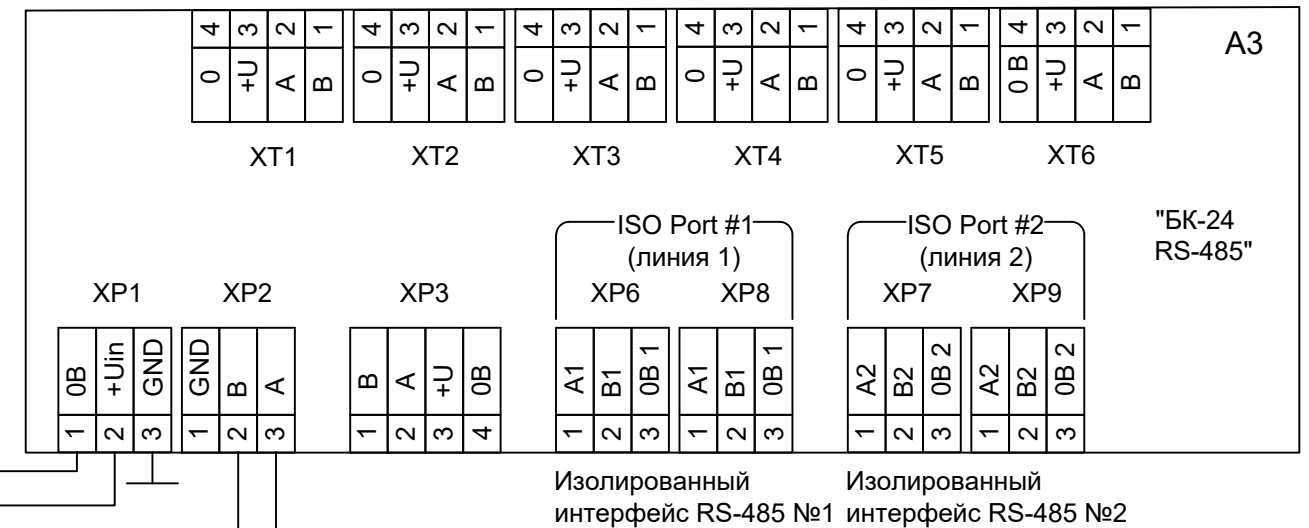 4 3 2 1 4 3 2 1 4 3 2 1 4 3 2 1 4 3 2 1 4 3 2 1
A3
0 +U A B 0 +U A B 0 +U A B 0 +U A B 0 +U A B 0 В +U A B
XT1 XT2 XT3 XT4 XT5 XT6
ISO Port #1 ISO Port #2
(линия 1) (линия 2)
"БК-24
RS-485"
XP1 XP2 XP3 XP6 XP8 XP7 XP9
0В +Uin GND GND B A B A +U 0В A1 B1 0В 1 A1 B1 0В 1 A2 B2 0В 2 A2 B2 0В 2
1 2 3 1 2 3 1 2 3 4 1 2 3 1 2 3 1 2 3 1 2 3
Изолированный Изолированный
интерфейс RS-485 №1 интерфейс RS-485 №2